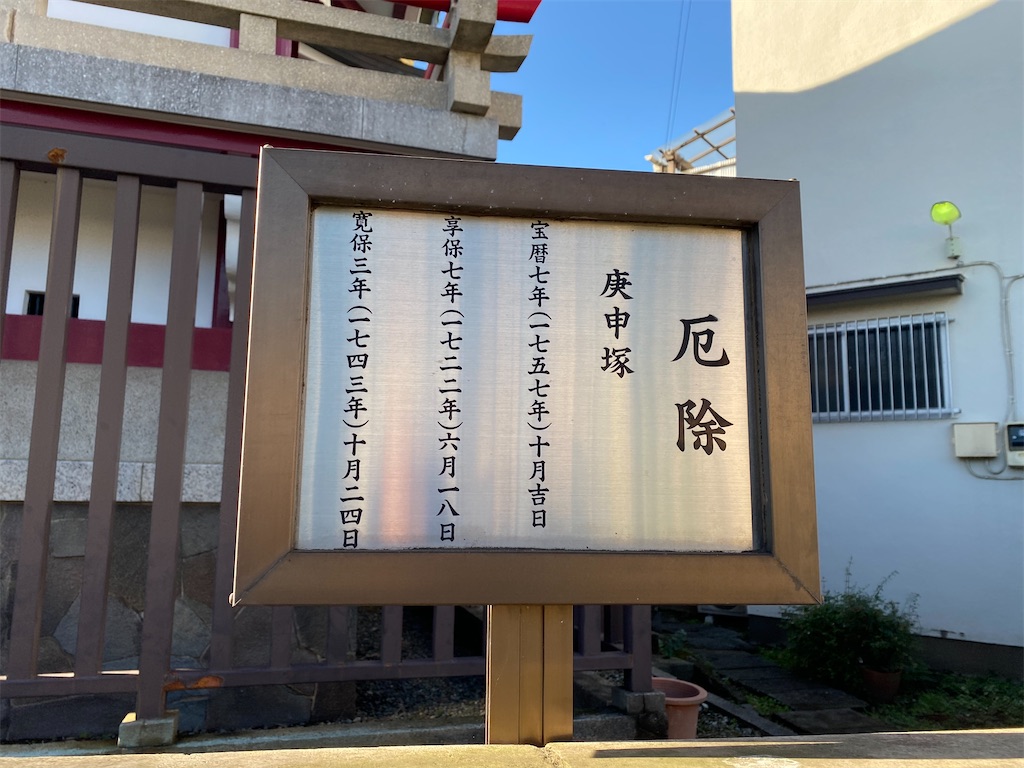 厄除
庚申塚
宝暦七年(一七五七年)十月吉日
享保七年(一七二二年)六月一八日
寛保三年(一七四三年)十月二四日